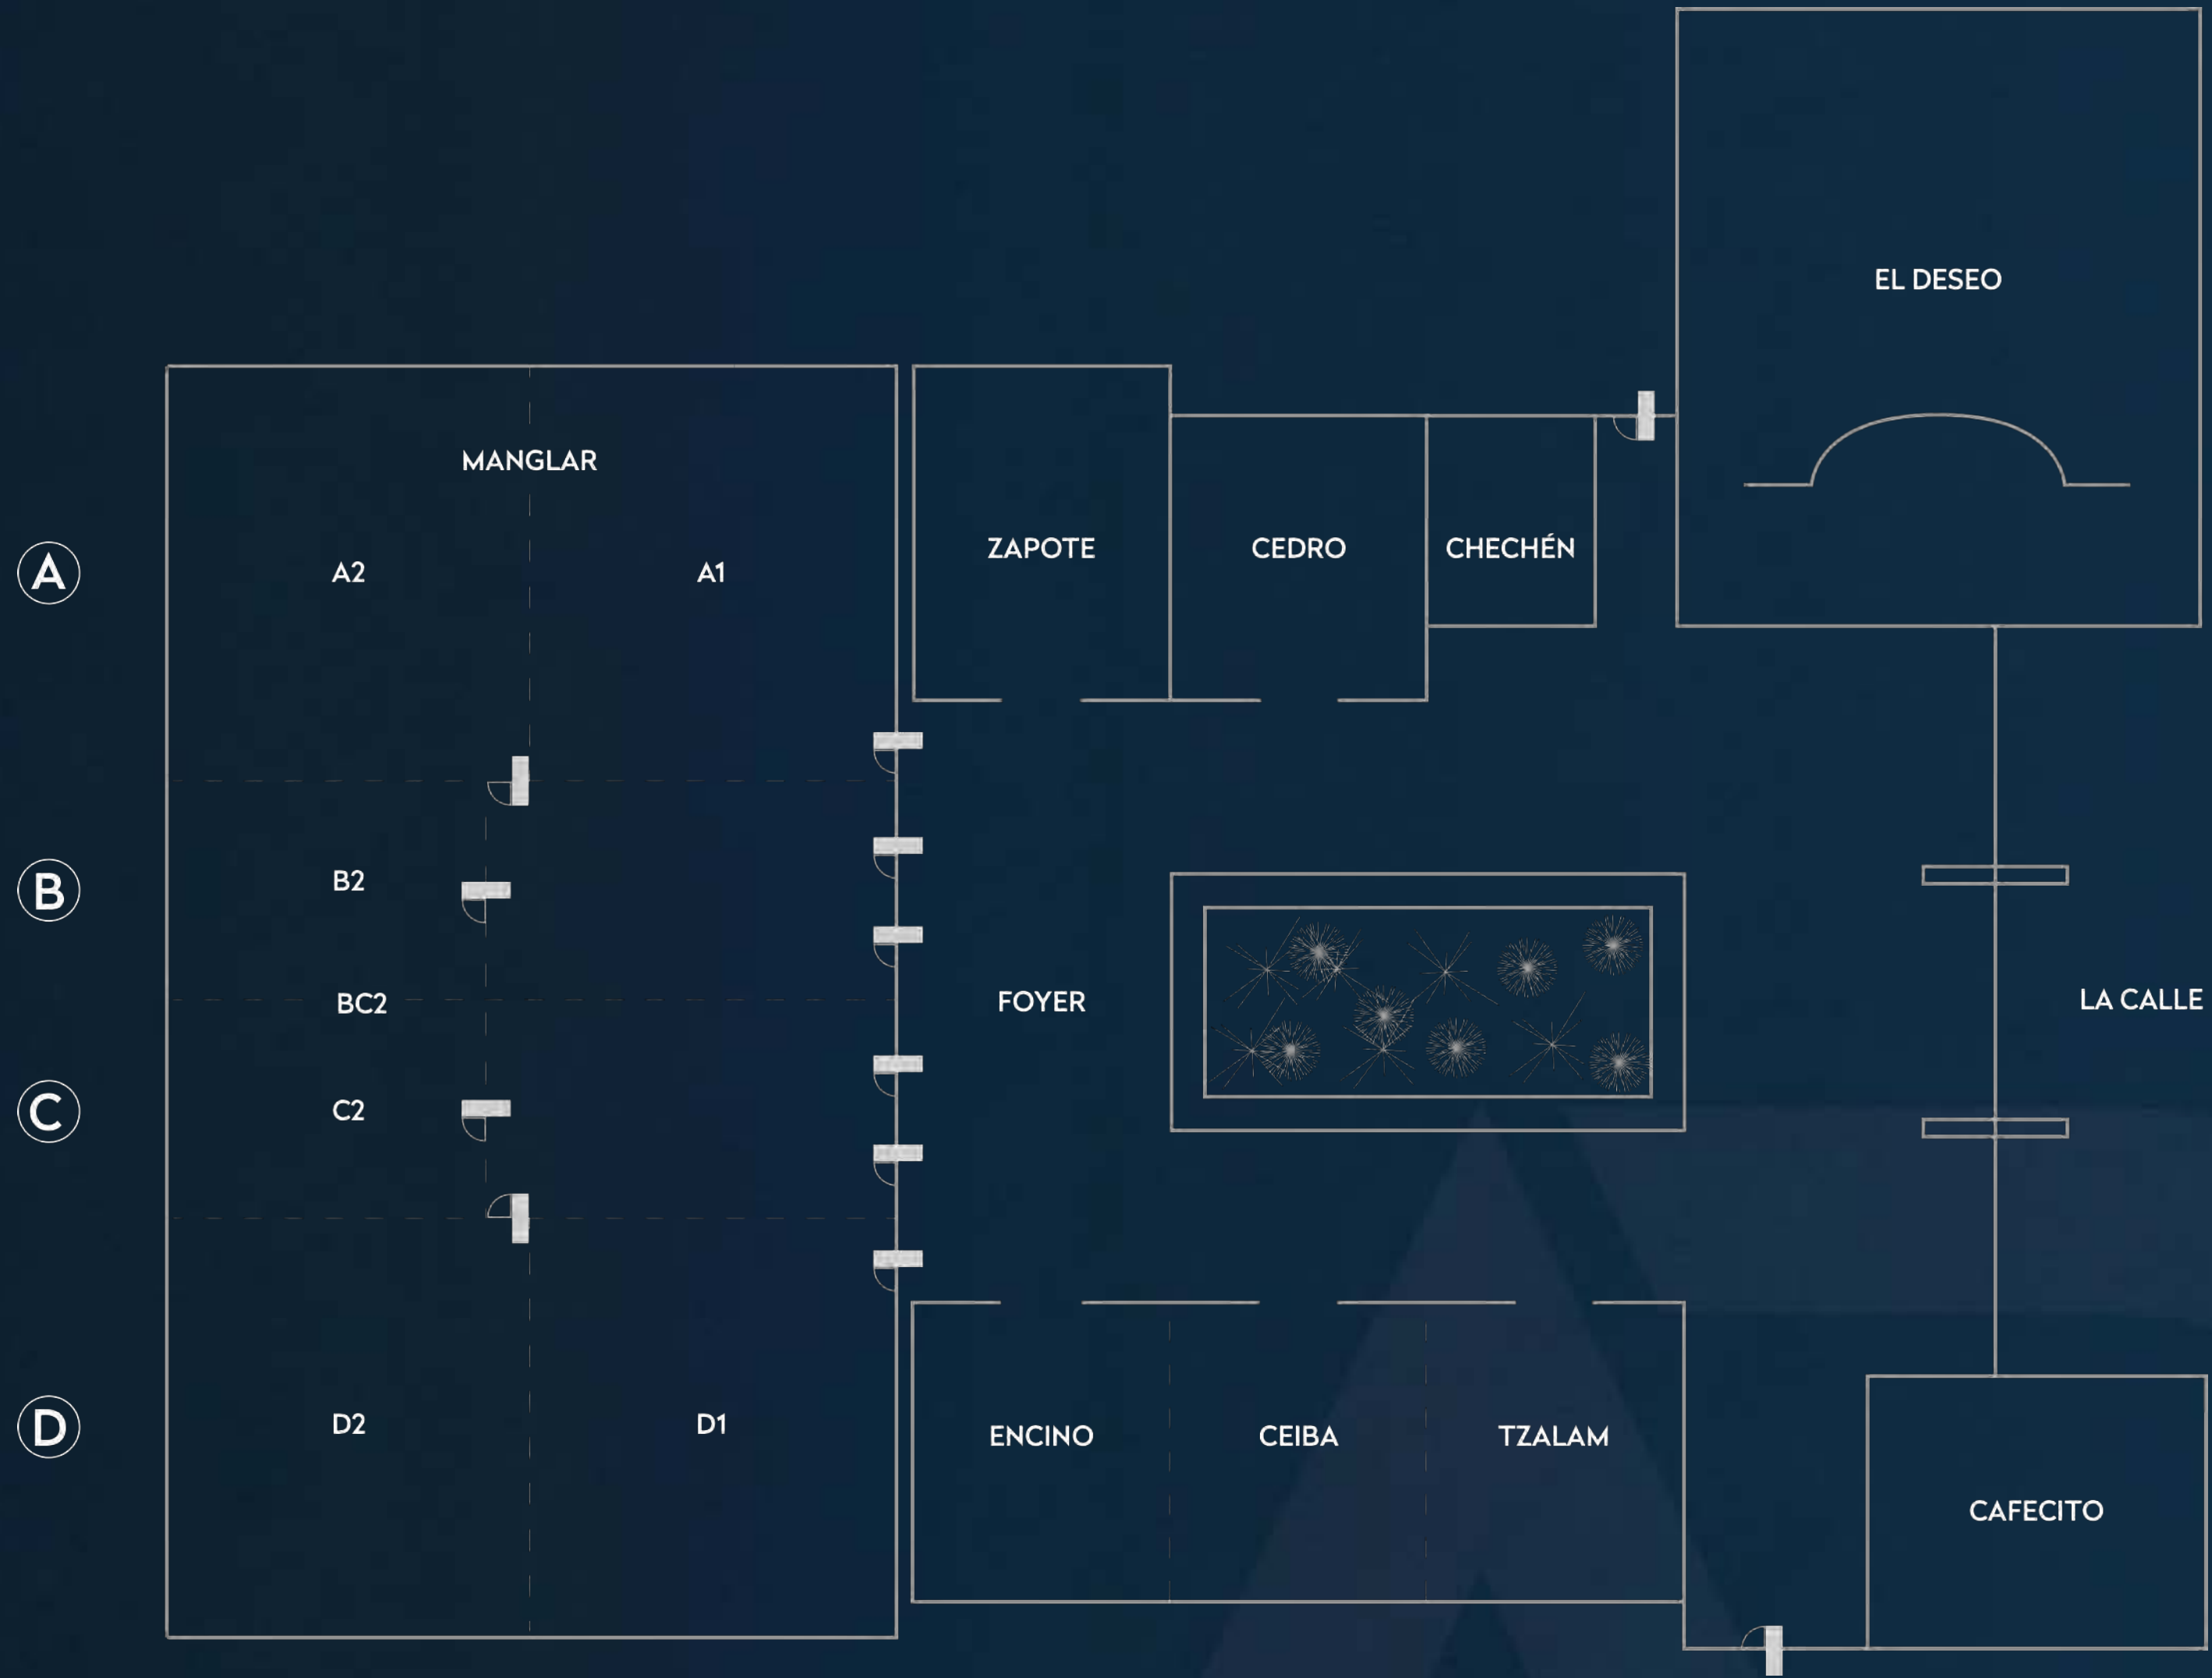 EL DESEO
MANGLAR
ZAPOTE
CEDRO
CHECHÉN
A
A2
A1
B
B2
BC2
FOYER
LA CALLE
C
C2
D
D2
D1
ENCINO
CEIBA
TZALAM
CAFECITO